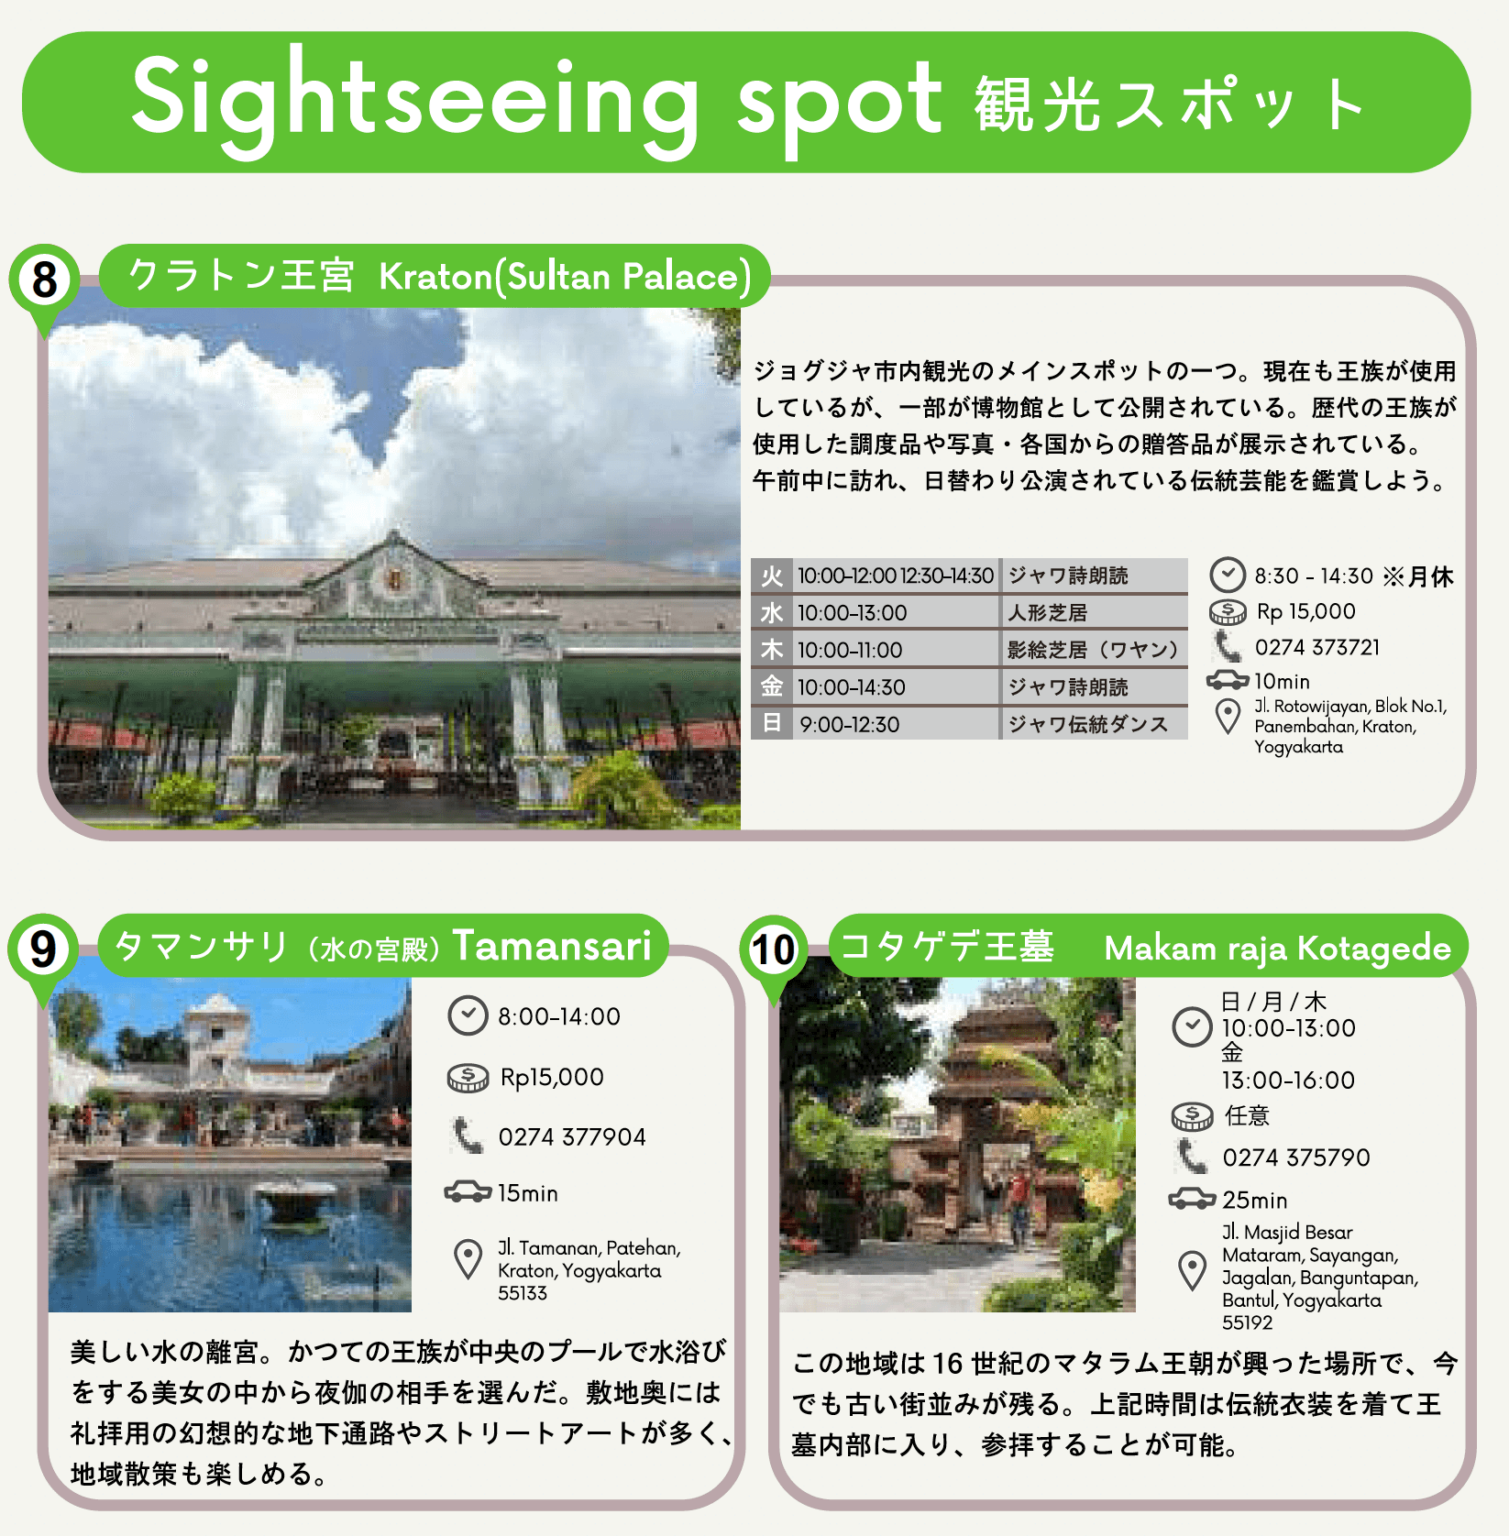 Sightseeing spot 観光スポット
8
クラトン王宮 Kraton(Sultan Palace)
ジョグジャ市内観光のメインスポットの一つ。現在も王族が使用
しているが、一部が博物館として公開されている。歴代の王族が
使用した調度品や写真・各国からの贈答品が展示されている。
午前中に訪れ、日替わり公演されている伝統芸能を鑑賞しよう。
火 10:00-12:00 12:30-14:30 ジャワ詩朗読
水 10:00-13:00 人形芝居
木 10:00-11:00 影絵芝居（ワヤン）
金 10:00-14:30 ジャワ詩朗読
日 9:00-12:30 ジャワ伝統ダンス
8:30 - 14:30 ※月休
Rp 15,000
0274 373721
10min
Jl. Rotowijayan, Blok No.1,
Panembahan, Kraton,
Yogyakarta
9
タマンサリ（水の宮殿）Tamansari
8:00-14:00
Rp15,000
0274 377904
15min
Jl. Tamanan, Patehan,
Kraton, Yogyakarta
55133
美しい水の離宮。かつての王族が中央のプールで水浴び
をする美女の中から夜伽の相手を選んだ。敷地奥には
礼拝用の幻想的な地下通路やストリートアートが多く、
地域散策も楽しめる。
10
コタゲデ王墓 Makam raja Kotagede
日 / 月 / 木
10:00-13:00
金
13:00-16:00
任意
0274 375790
25min
Jl. Masjid Besar
Mataram, Sayangan,
Jagalan, Banguntapan,
Bantul, Yogyakarta
55192
この地域は 16 世紀のマタラム王朝が興った場所で、今
でも古い街並みが残る。上記時間は伝統衣装を着て王
墓内部に入り、参拝することが可能。